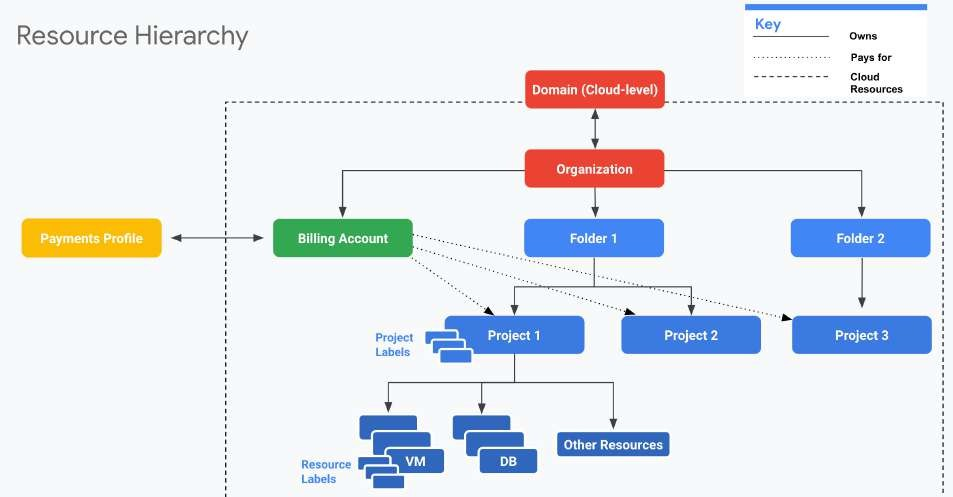 Resource Hierarchy
Key
Owns
Pays for
Cloud
Resources
Domain (Cloud-level)
Organization
Payments Profile
Billing Account
Folder 1
Folder 2
Project
Labels
Project 1
Project 2
Project 3
Resource
Labels
VM
DB
Other Resources